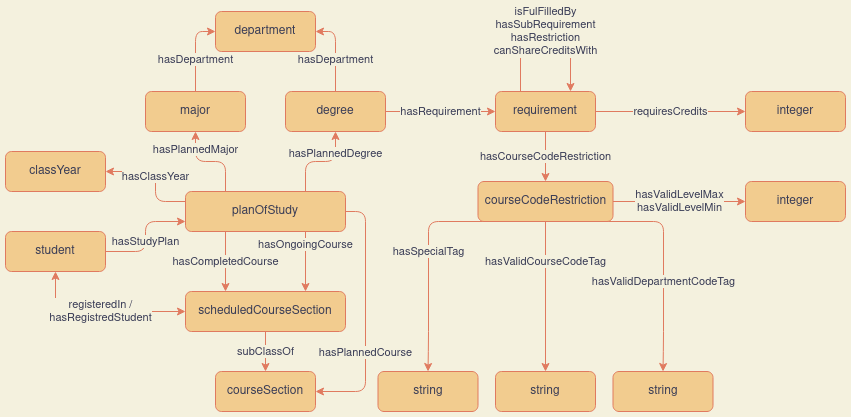 isFulFilledBy
hasSubRequirement
hasRestriction
canShareCreditsWith
department
hasDepartment
hasDepartment
major
degree
hasRequirement
requirement
requiresCredits
integer
hasPlannedMajor
hasPlannedDegree
hasCourseCodeRestriction
classYear
hasClassYear
planOfStudy
courseCodeRestriction
hasValidLevelMax
hasValidLevelMin
integer
student
hasStudyPlan
hasCompletedCourse
hasOngoingCourse
hasSpecialTag
hasValidCourseCodeTag
hasValidDepartmentCodeTag
registeredIn /
hasRegistredStudent
scheduledCourseSection
subClassOf
hasPlannedCourse
courseSection
string
string
string